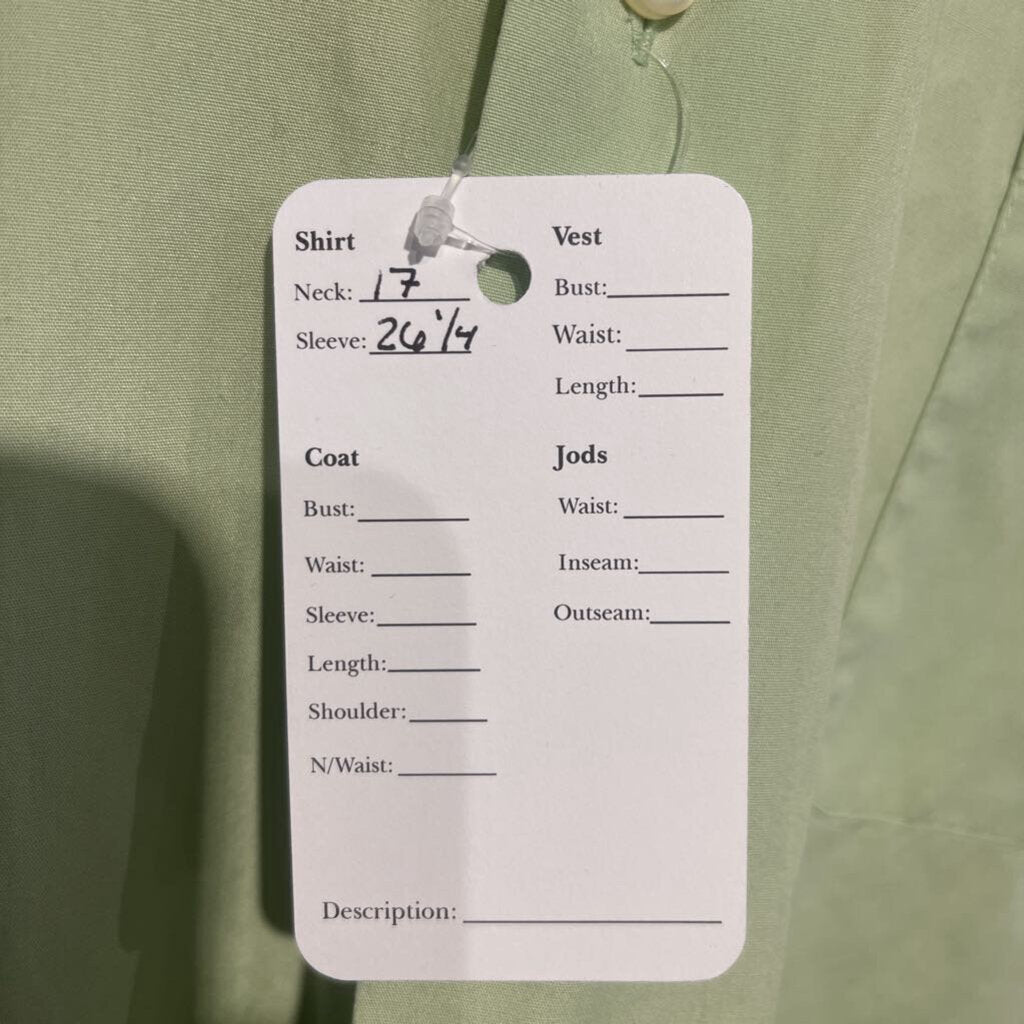 Shirt
Neck: 17
Sleeve: 26 1/4
Vest
Bust:
Waist:
Length:
Coat
Bust:
Waist:
Sleeve:
Length:
Shoulder:
N/Waist:
Jods
Waist:
Inseam:
Outseam:
Description: